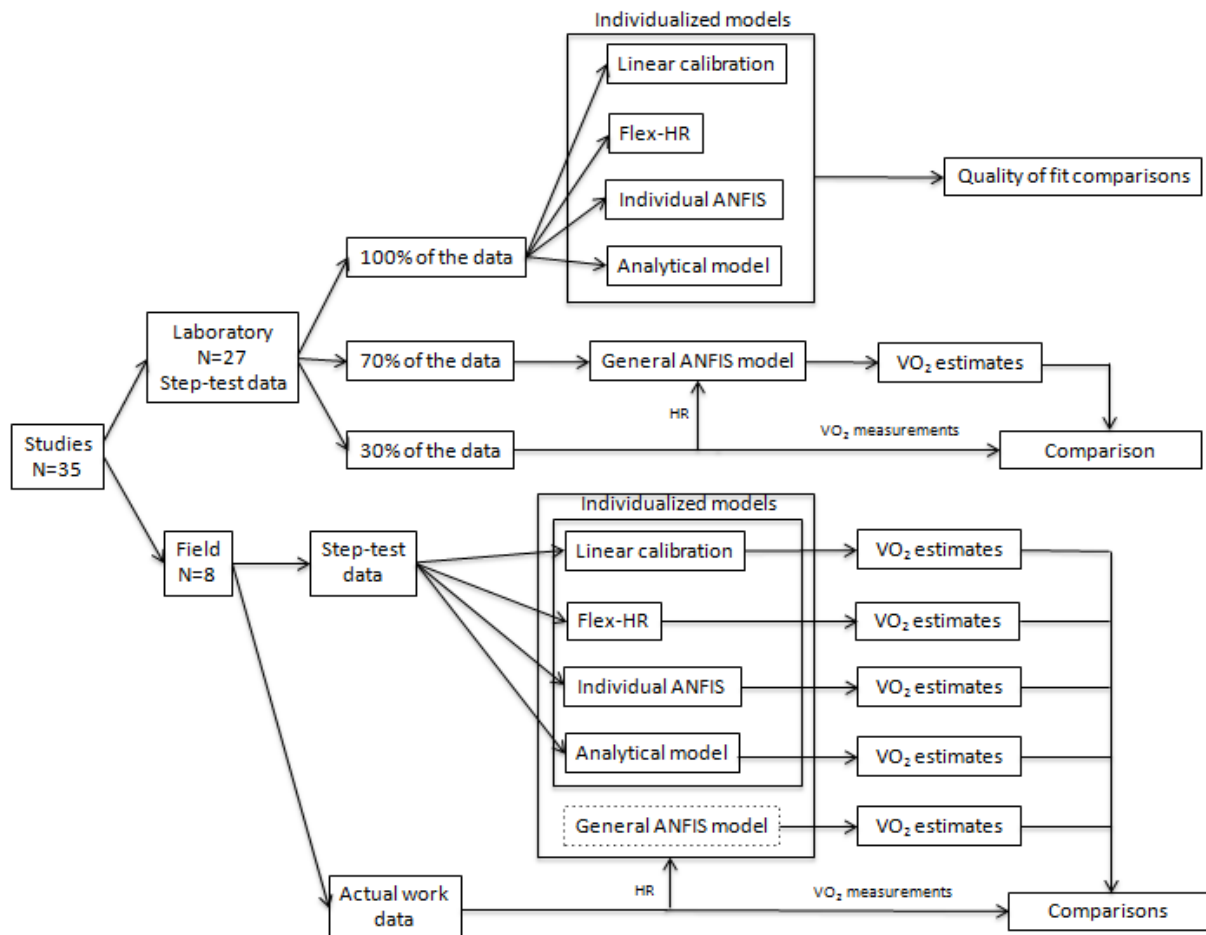 Individualized models
Linear calibration
Flex-HR
Individual ANFIS
Analytical model
Quality of fit comparisons
100% of the data
Laboratory
N=27
Step-test data
70% of the data
General ANFIS model
VO₂ estimates
HR
VO₂ measurements
30% of the data
Comparison
Studies
N=35
Individualized models
Field
N=8
Step-test
data
Linear calibration
VO₂ estimates
Flex-HR
VO₂ estimates
Individual ANFIS
VO₂ estimates
Analytical model
VO₂ estimates
General ANFIS model
VO₂ estimates
Actual work
data
HR
VO₂ measurements
Comparisons